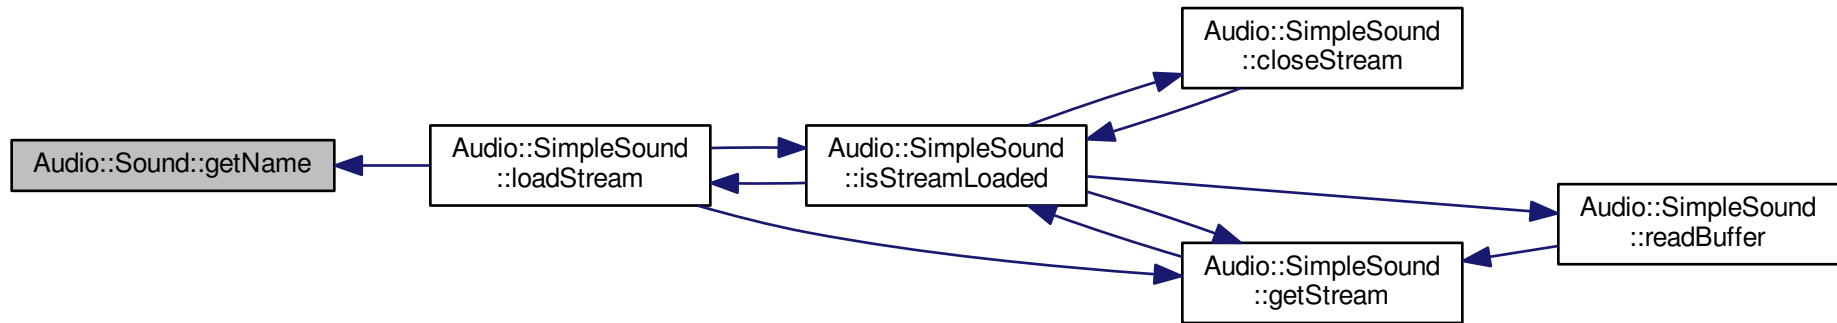 Audio::Sound::getName
Audio::SimpleSound
::loadStream
Audio::SimpleSound
::isStreamLoaded
Audio::SimpleSound
::closeStream
Audio::SimpleSound
::getStream
Audio::SimpleSound
::readBuffer